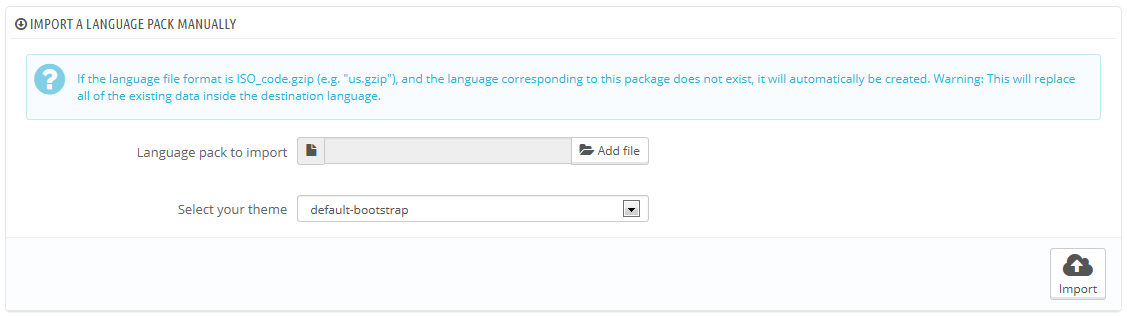 IMPORT A LANGUAGE PACK MANUALLY
If the language file format is ISO_code.gzip (e.g. "us.gzip"), and the language corresponding to this package does not exist, it will automatically be created. Warning: This will replace
all of the existing data inside the destination language.
Language pack to import Add file
Select your theme default-bootstrap
Import